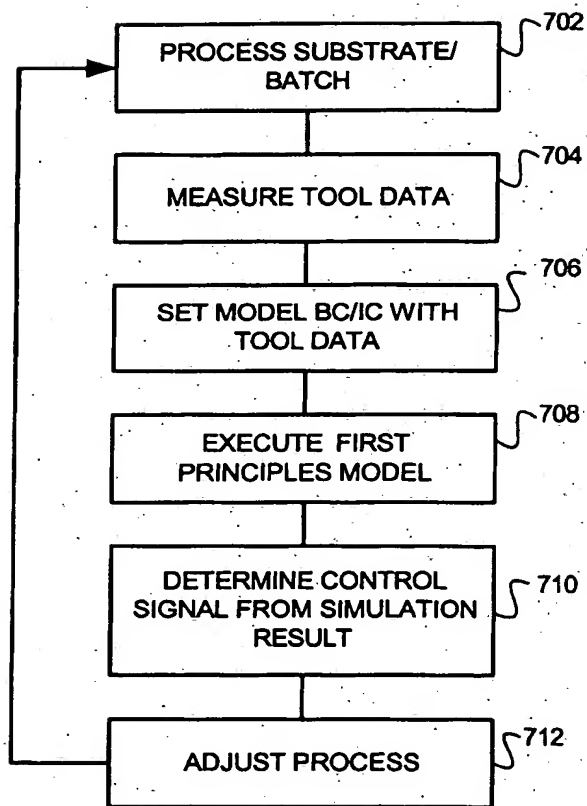 702
PROCESS SUBSTRATE/
BATCH
704
MEASURE TOOL DATA
706
SET MODEL BC/IC WITH
TOOL DATA
708
EXECUTE FIRST
PRINCIPLES MODEL
710
DETERMINE CONTROL
SIGNAL FROM SIMULATION
RESULT
712
ADJUST PROCESS